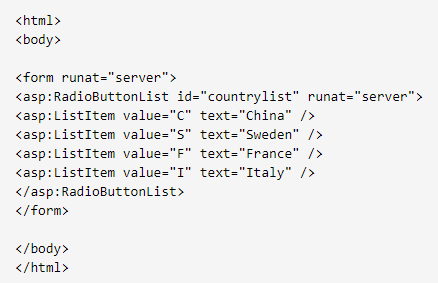 <html>
<body>

<form runat="server">
<asp:RadioButtonList id="countrylist" runat="server">
<asp:ListItem value="C" text="China" />
<asp:ListItem value="S" text="Sweden" />
<asp:ListItem value="F" text="France" />
<asp:ListItem value="I" text="Italy" />
</asp:RadioButtonList>
</form>

</body>
</html>